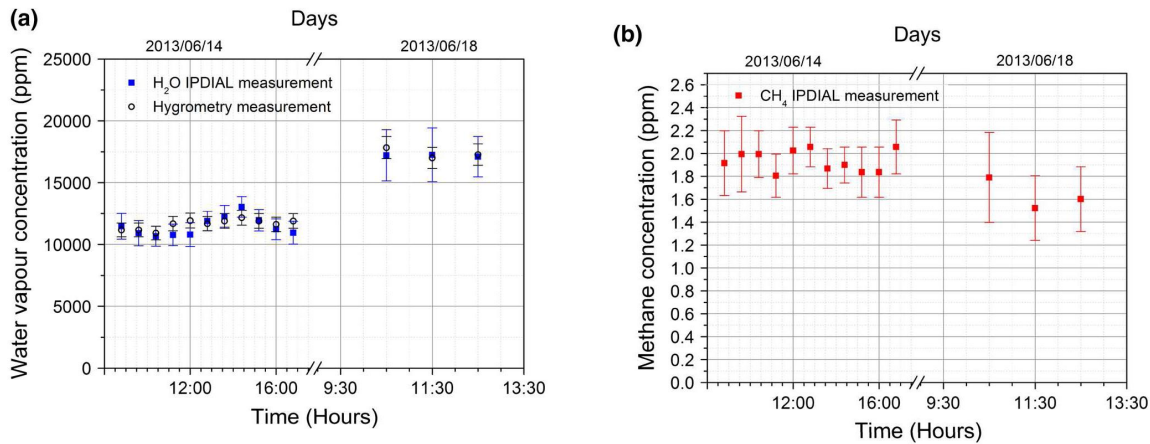 (a)
Days
2013/06/14 2013/06/18
H₂O IPDIAL measurement
Hygrometry measurement
Water vapour concentration (ppm)
25000
20000
15000
10000
5000
0
12:00 16:00 9:30 11:30 13:30
Time (Hours)
(b)
Days
2013/06/14 2013/06/18
CH₄ IPDIAL measurement
Methane concentration (ppm)
2.6
2.4
2.2
2.0
1.8
1.6
1.4
1.2
1.0
0.8
0.6
0.4
0.2
0.0
12:00 16:00 9:30 11:30 13:30
Time (Hours)